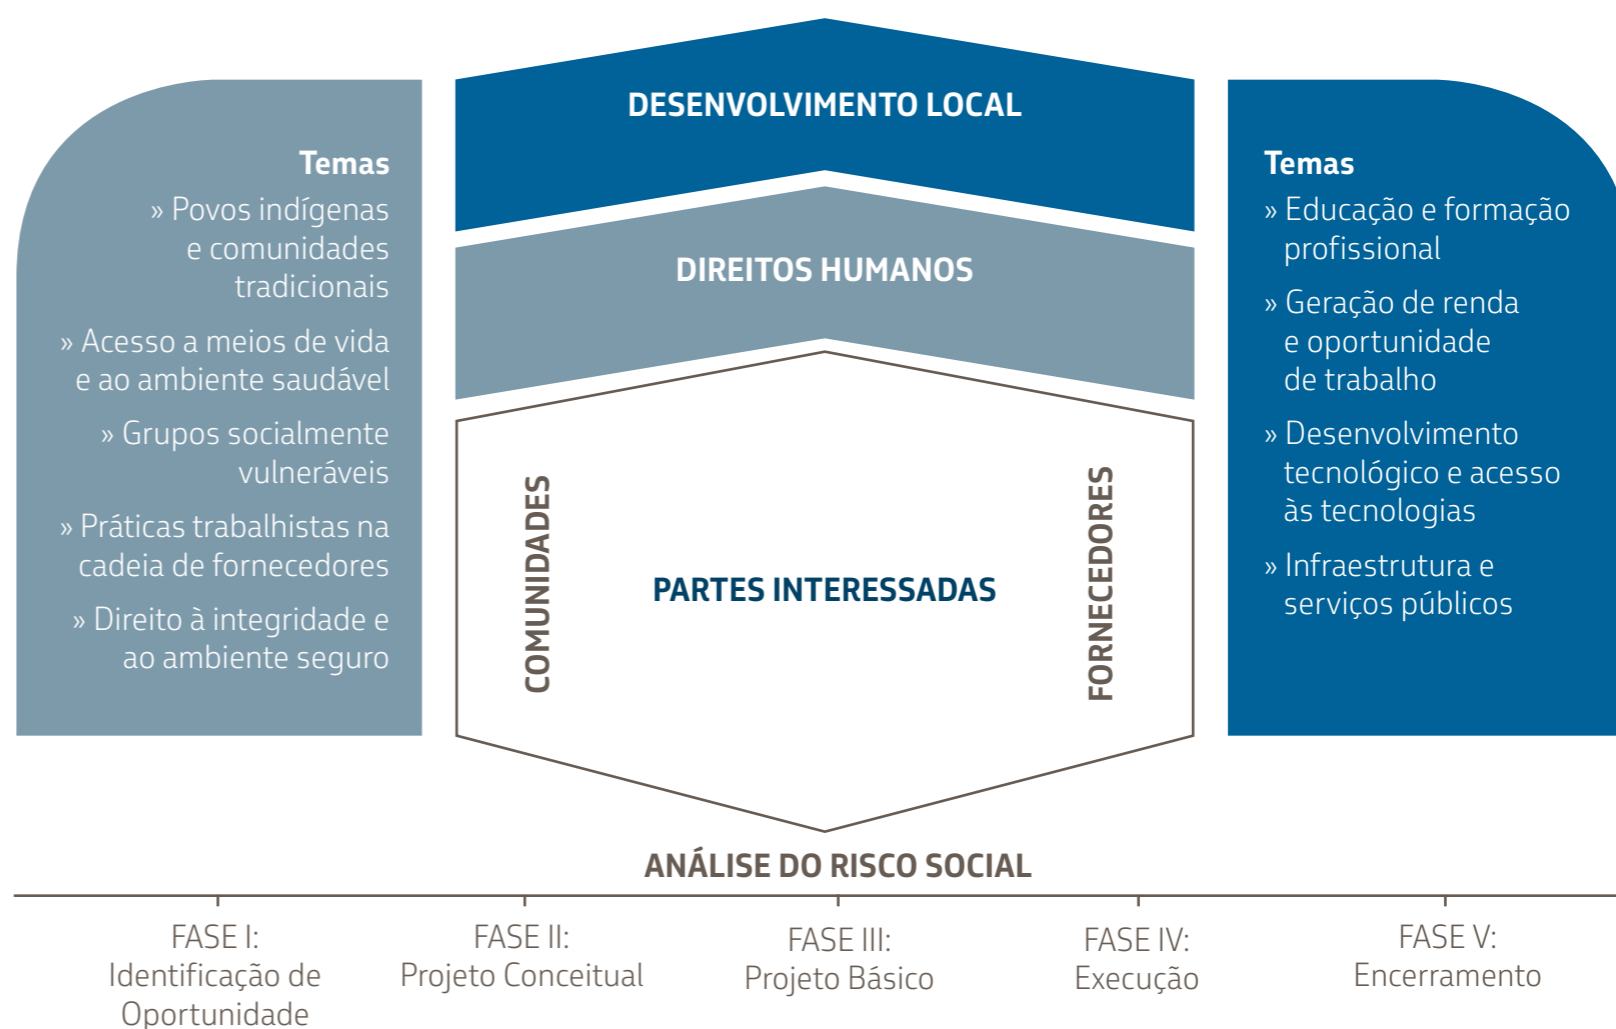 Temas
» Povos indígenas
e comunidades
tradicionais
» Acesso a meios de vida
e ao ambiente saudável
» Grupos socialmente
vulneráveis
» Práticas trabalhistas na
cadeia de fornecedores
» Direito à integridade e
ao ambiente seguro
DESENVOLVIMENTO LOCAL
DIREITOS HUMANOS
COMUNIDADES
PARTES INTERESSADAS
FORNECEDORES
Temas
» Educação e formação
profissional
» Geração de renda
e oportunidade
de trabalho
» Desenvolvimento
tecnológico e acesso
às tecnologias
» Infraestrutura e
serviços públicos
ANÁLISE DO RISCO SOCIAL
FASE I:
Identificação de
Oportunidade
FASE II:
Projeto Conceitual
FASE III:
Projeto Básico
FASE IV:
Execução
FASE V:
Encerramento